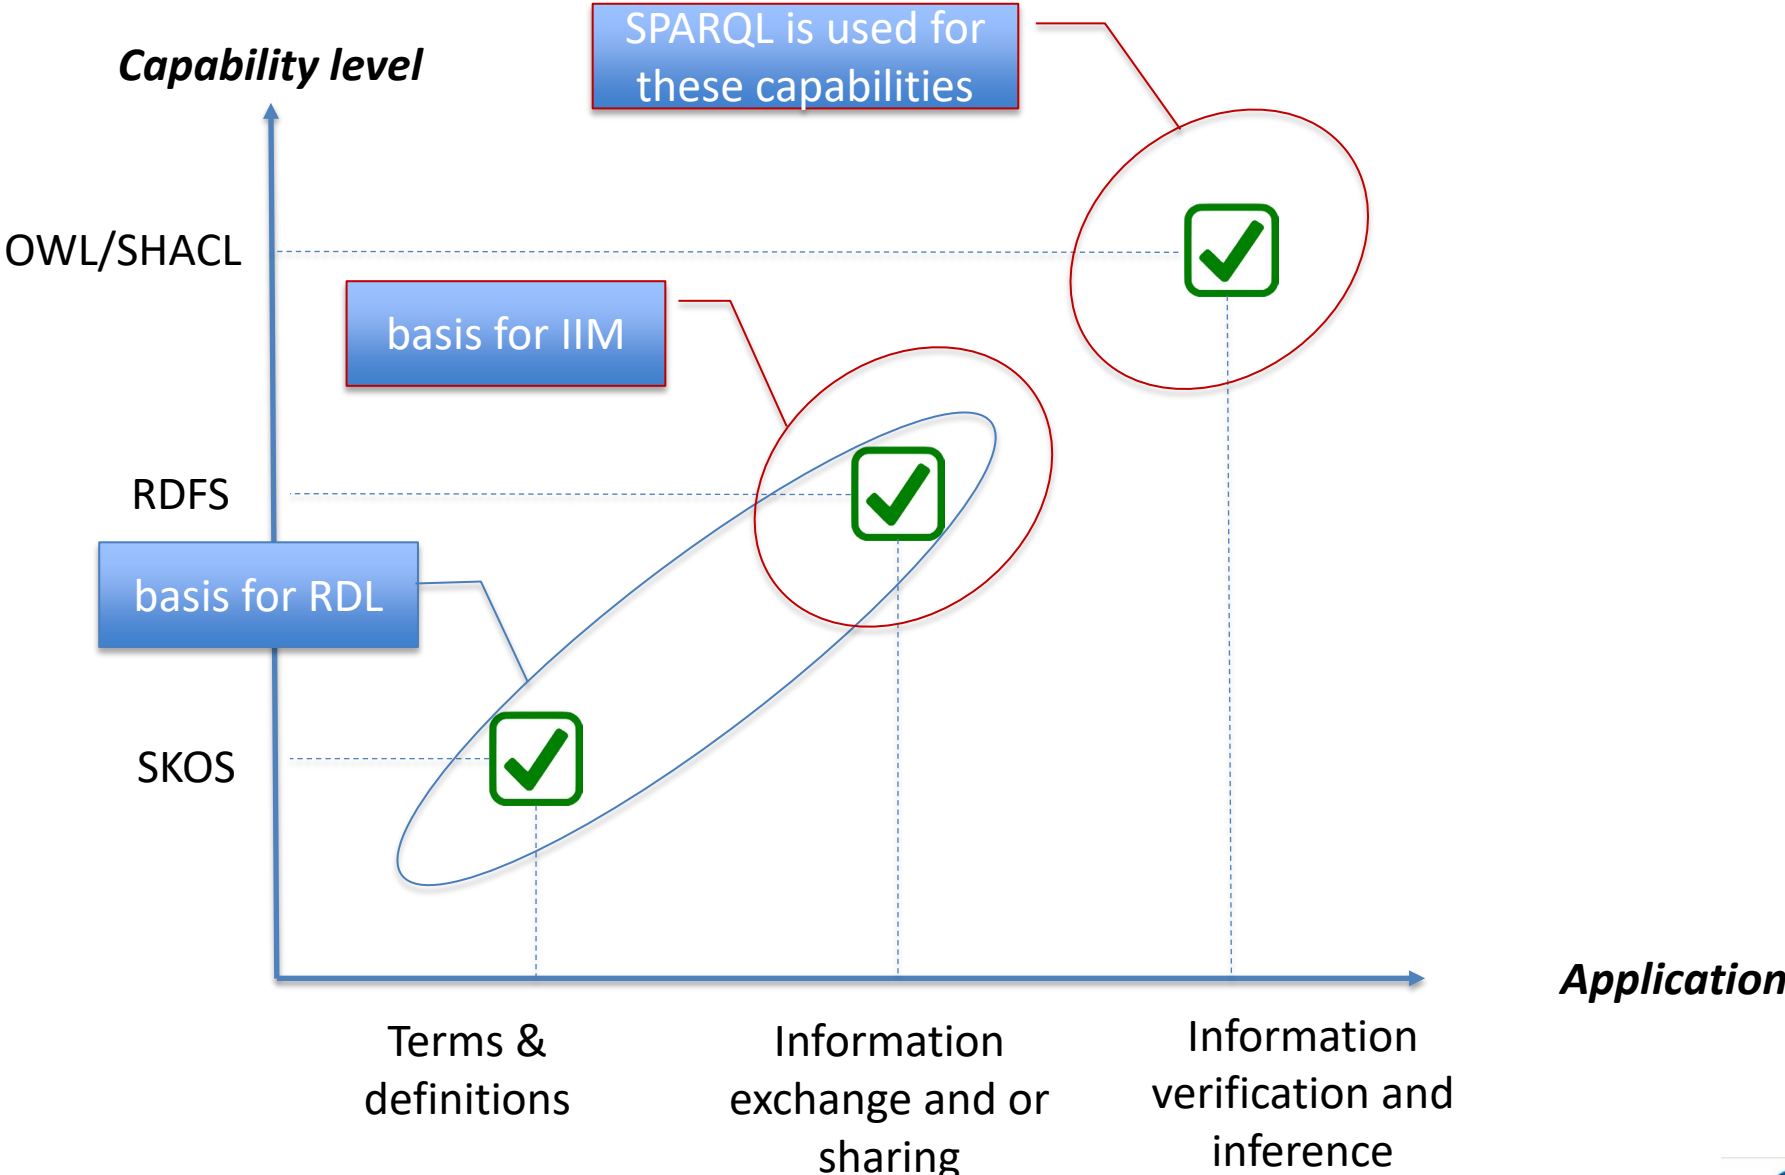 SPARQL is used for
these capabilities
Capability level
OWL/SHACL
basis for IIM
RDFS
basis for RDL
SKOS
Application
Terms &
definitions
Information
exchange and or
sharing
Information
verification and
inference